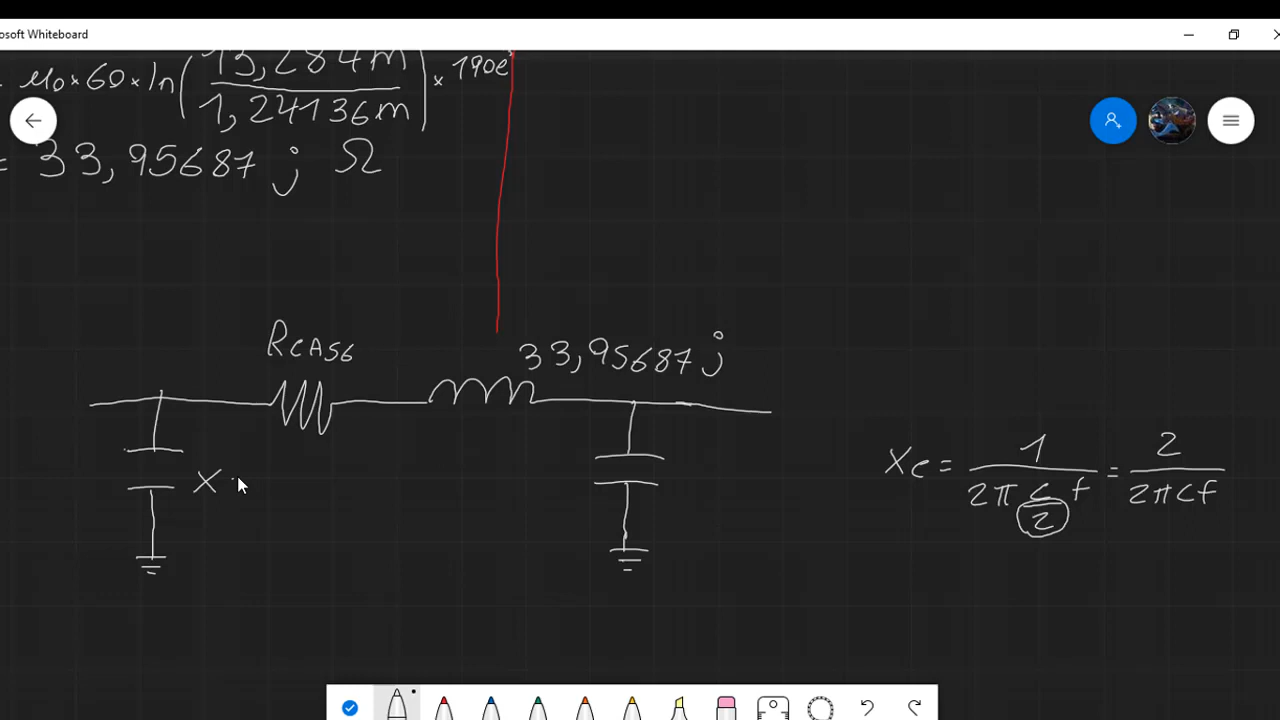 osoft Whiteboard
= μ0 × 60 × ln(13,284m / 1,24136m) × 190e
= 33,95687 j Ω
RCAS6
33,95687 j
X
Xc = 1 / (2π C/2 f) = 2 / (2πCf)